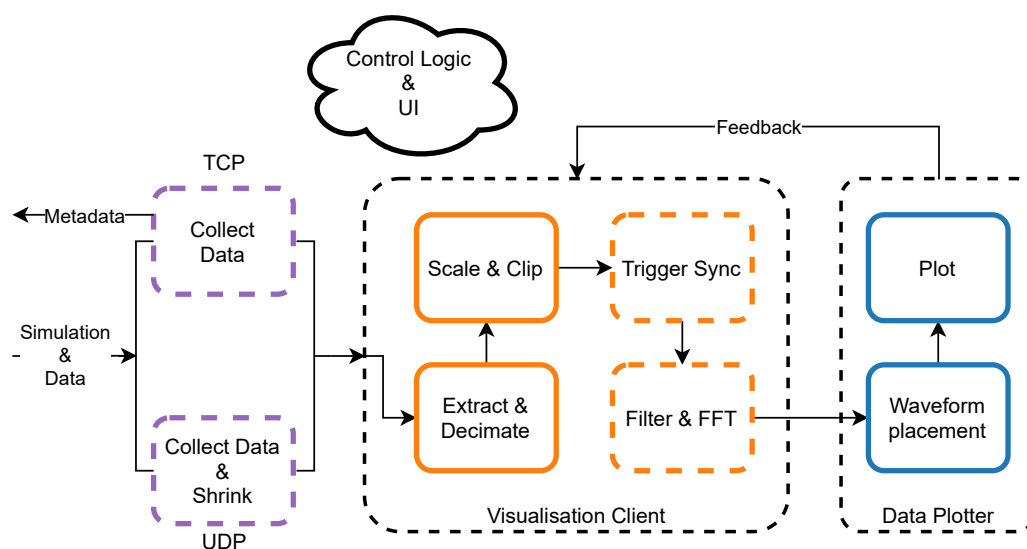 Control Logic
&
UI
Feedback
TCP
Metadata
Collect
Data
Scale & Clip
Trigger Sync
Plot
Simulation
&
Data
Extract &
Decimate
Filter & FFT
Waveform
placement
Collect Data
&
Shrink
UDP
Visualisation Client
Data Plotter